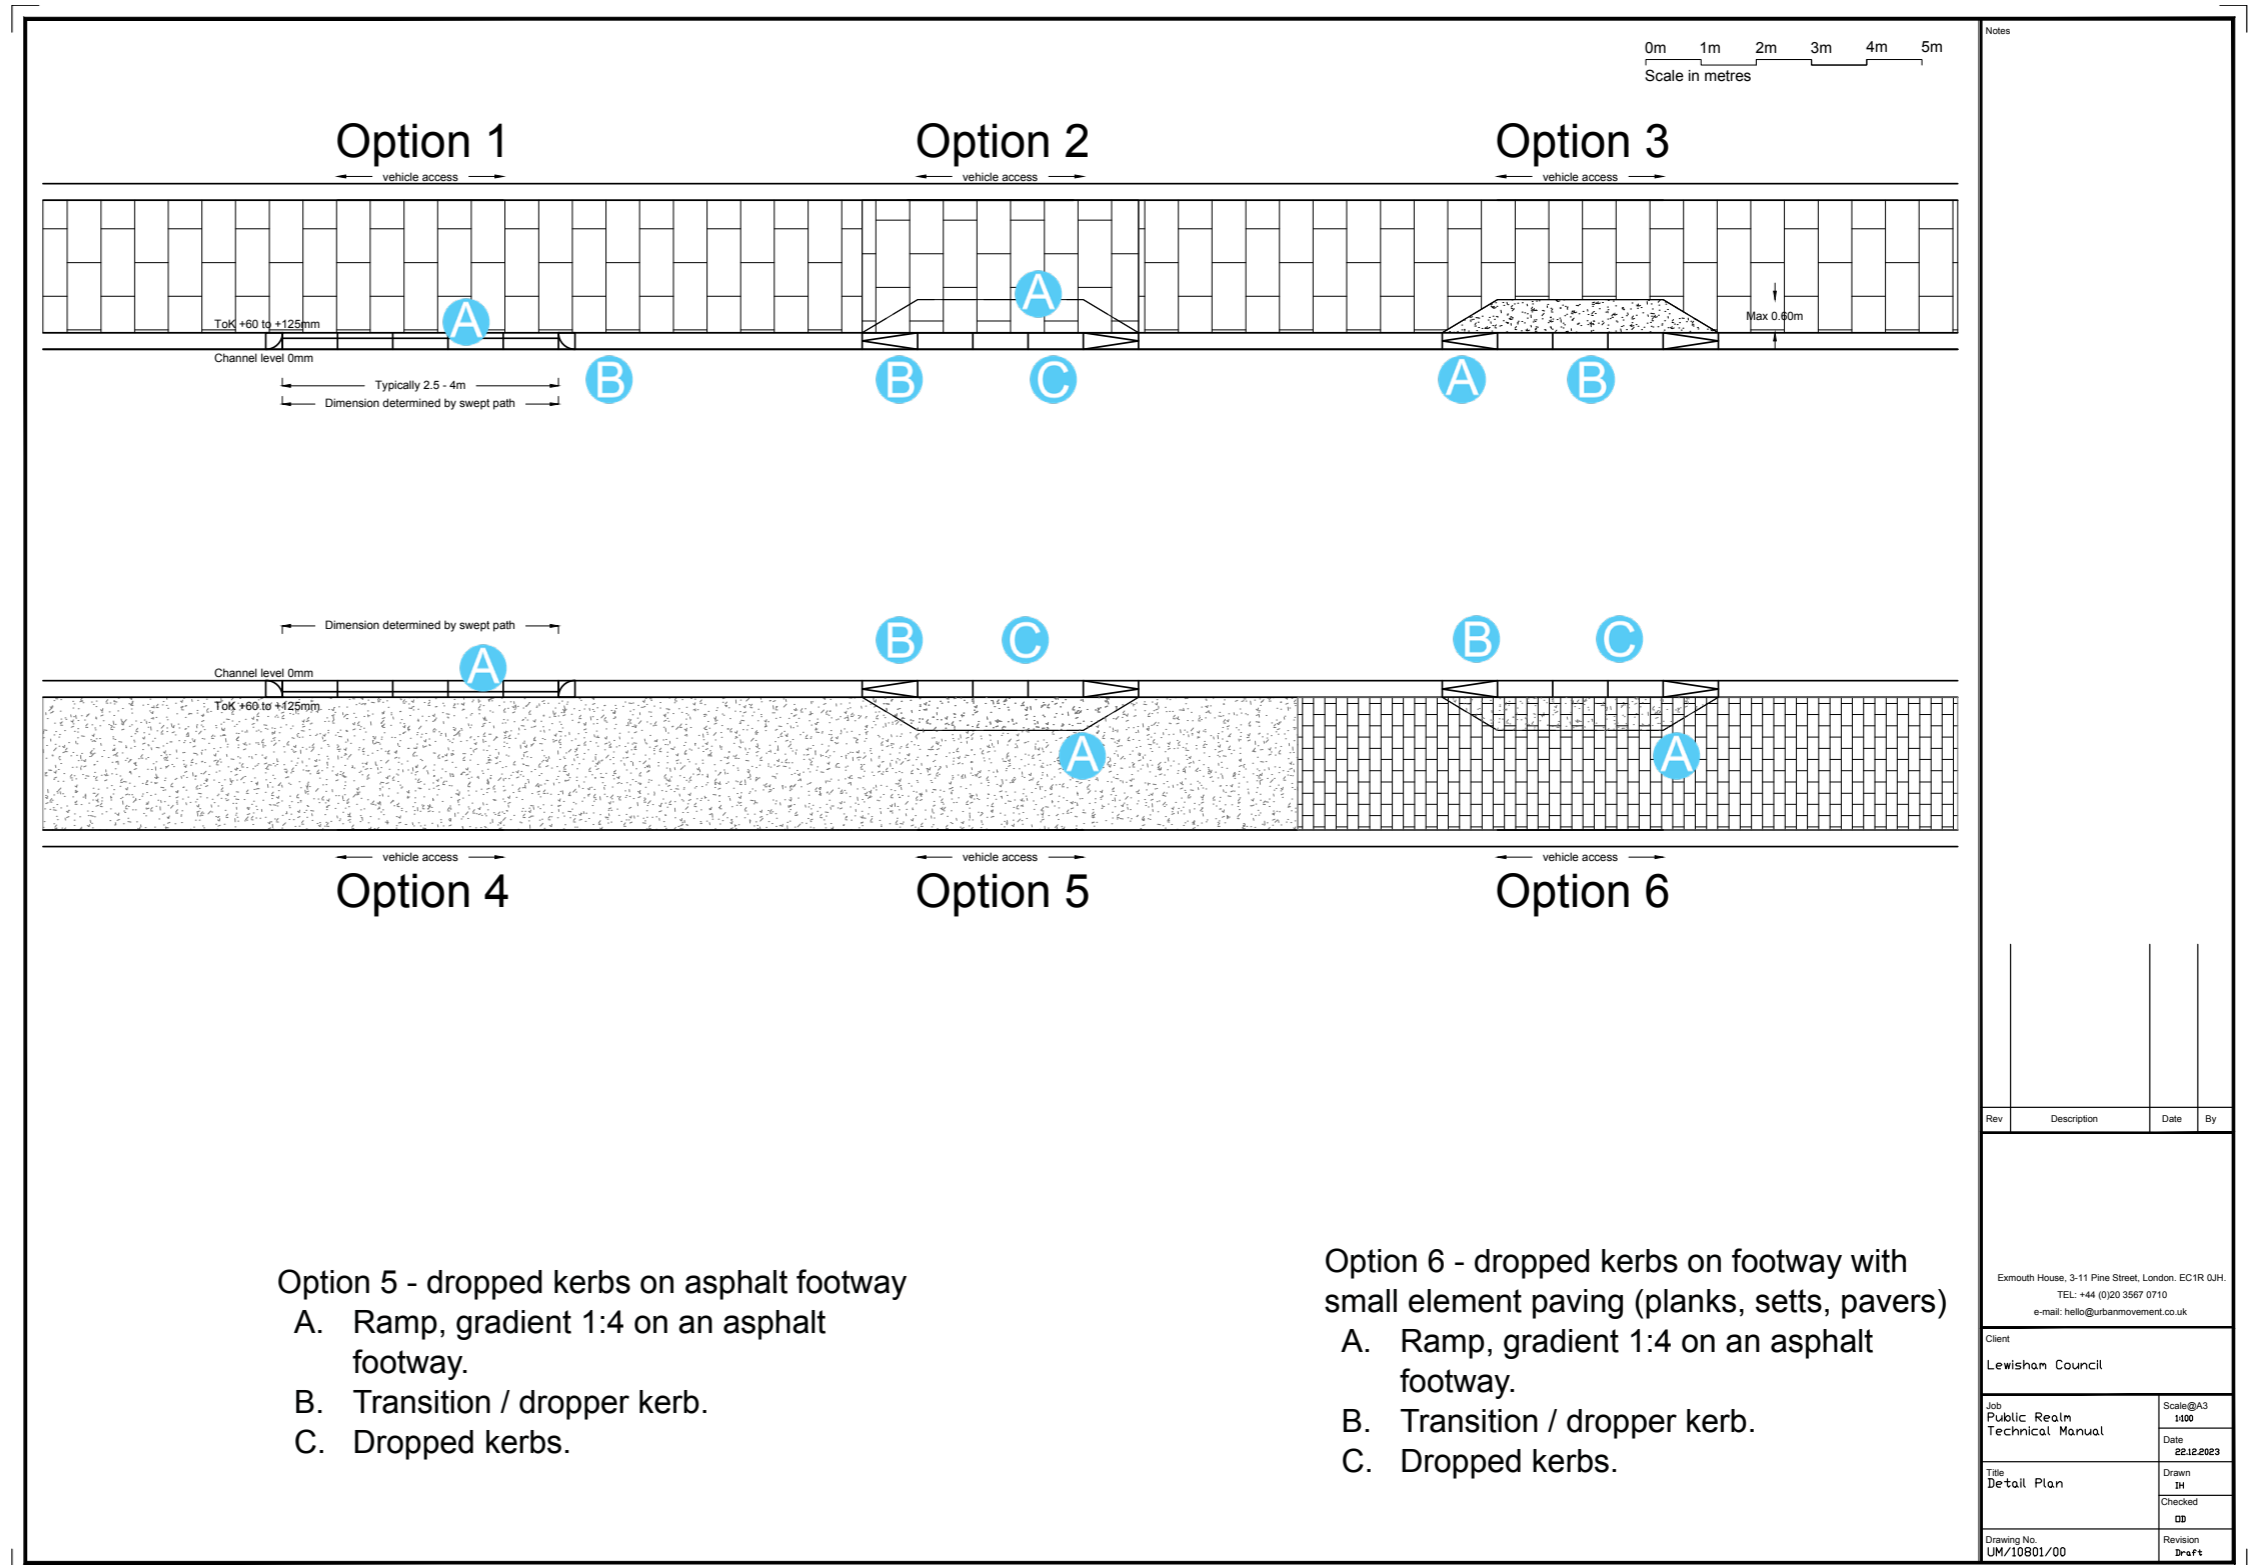 0m 1m 2m 3m 4m 5m
Scale in metres
Notes
Option 1
Option 2
Option 3
vehicle access
vehicle access
vehicle access
A
A
ToK +60 to +125mm
Max 0.60m
Channel level 0mm
B
B
C
A
B
Typically 2.5 - 4m
Dimension determined by swept path
Dimension determined by swept path
B
C
B
C
Channel level 0mm
A
ToK +60 to +125mm
A
A
vehicle access
vehicle access
vehicle access
Option 4
Option 5
Option 6
Option 5 - dropped kerbs on asphalt footway
A. Ramp, gradient 1:4 on an asphalt
footway.
B. Transition / dropper kerb.
C. Dropped kerbs.
Option 6 - dropped kerbs on footway with
small element paving (planks, setts, pavers)
A. Ramp, gradient 1:4 on an asphalt
footway.
B. Transition / dropper kerb.
C. Dropped kerbs.
Rev Description Date By
Exmouth House, 3-11 Pine Street, London. EC1R 0JH.
TEL: +44 (0)20 3567 0710
e-mail: hello@urbanmovement.co.uk
Client
Lewisham Council
Job
Public Realm
Technical Manual
Scale@A3
1:100
Date
22.12.2023
Title
Detail Plan
Drawn
IH
Checked
OD
Drawing No.
UM/10801/00
Revision
Draft